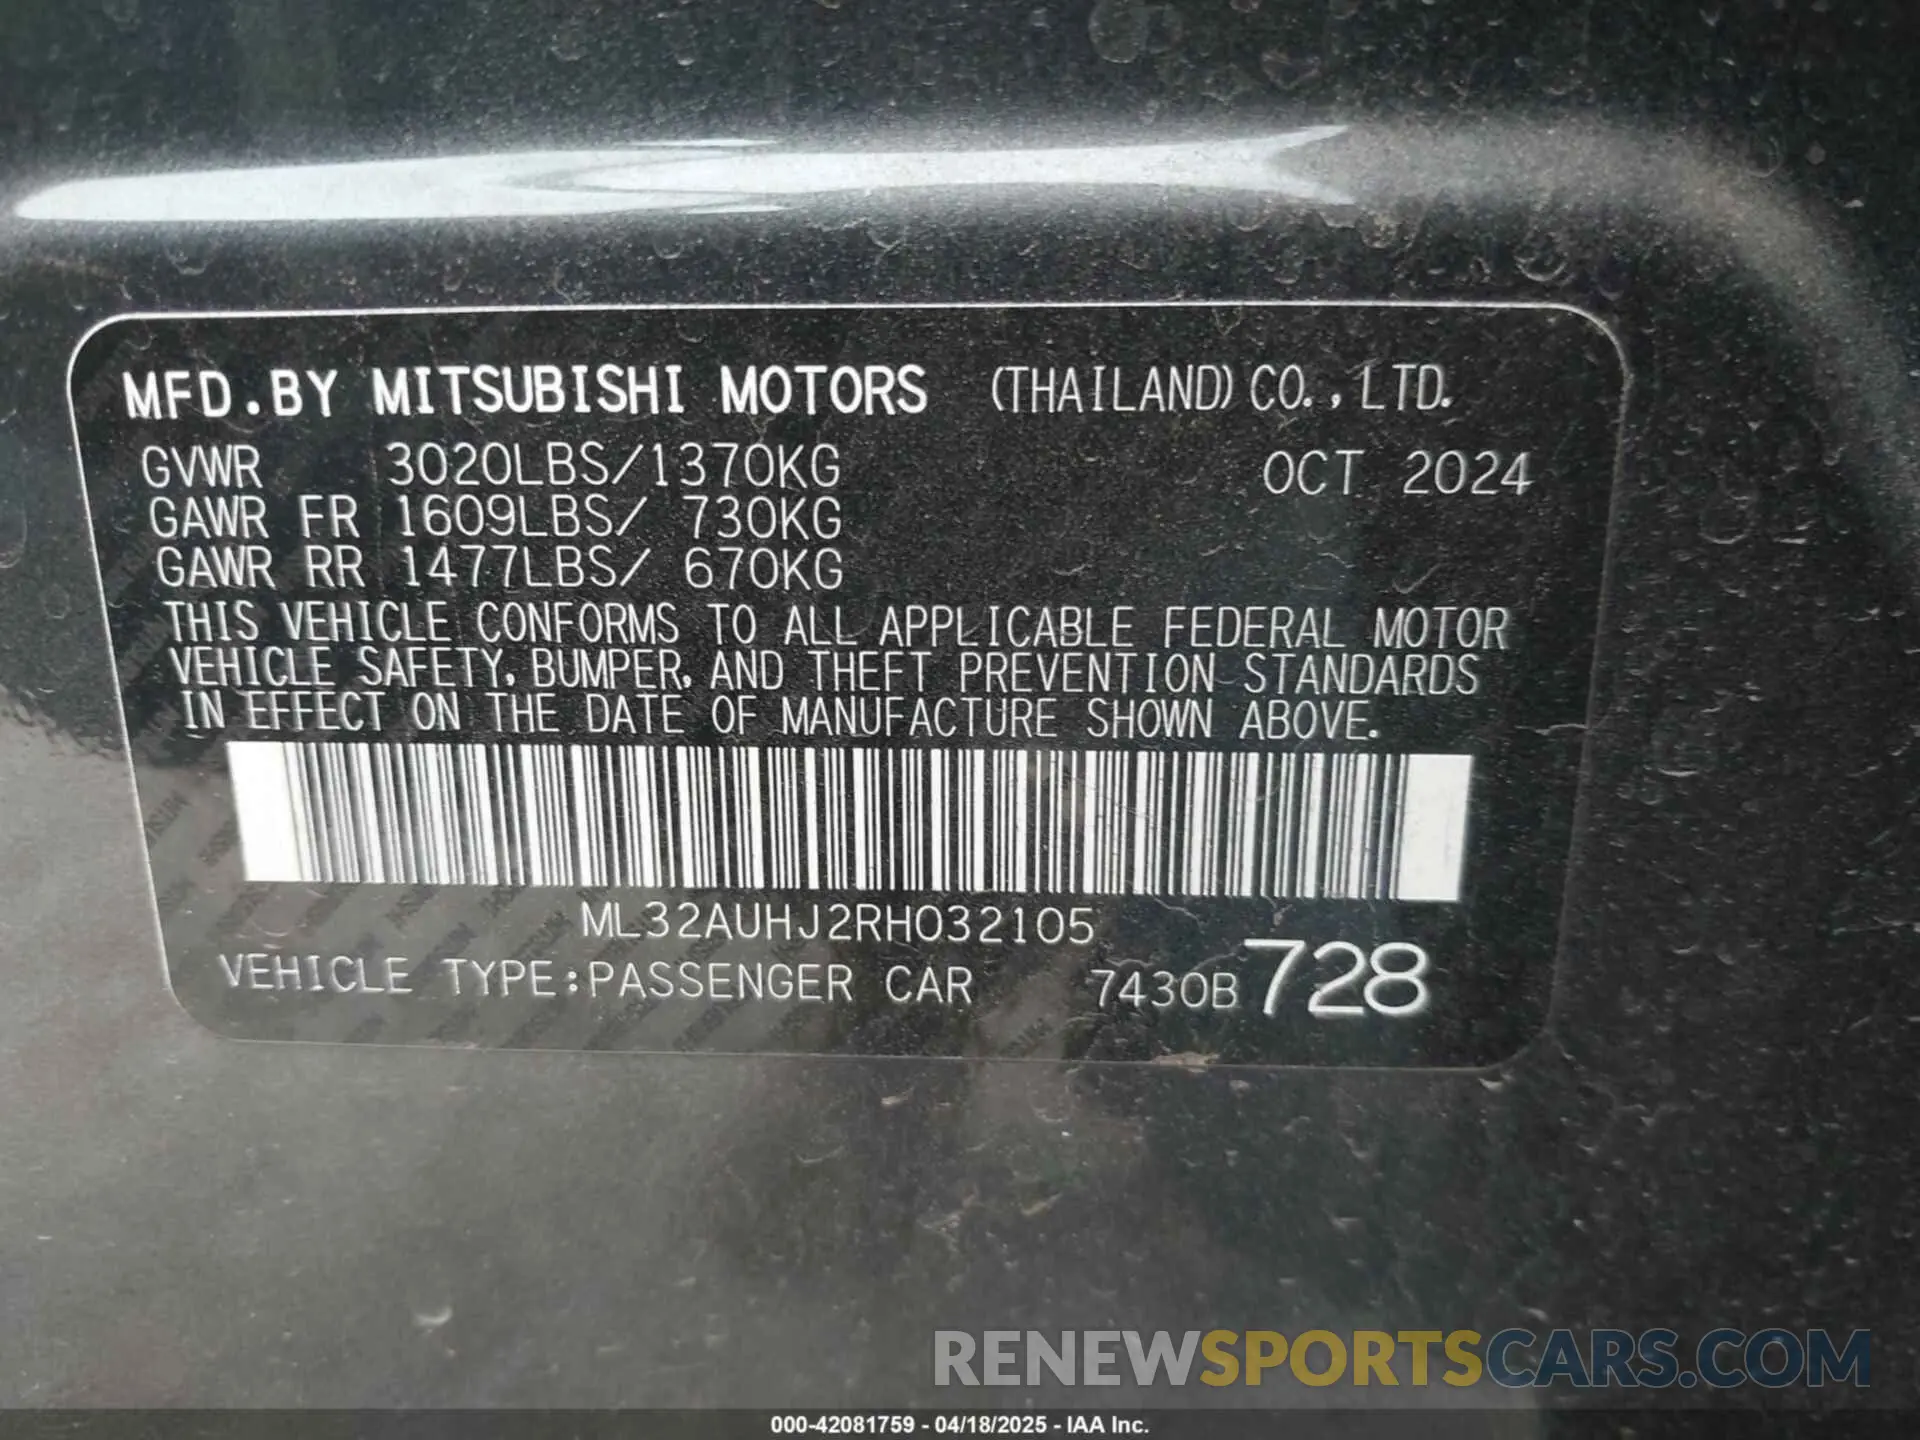 MFD.BY MITSUBISHI MOTORS (THAILAND) CO., LTD.
GVWR 3020LBS/1370KG OCT 2024
GAWR FR 1609LBS/ 730KG
GAWR RR 1477LBS/ 670KG
THIS VEHICLE CONFORMS TO ALL APPLICABLE FEDERAL MOTOR
VEHICLE SAFETY, BUMPER, AND THEFT PREVENTION STANDARDS
IN EFFECT ON THE DATE OF MANUFACTURE SHOWN ABOVE.
ML32AUHJ2RH032105
VEHICLE TYPE:PASSENGER CAR 7430B 728
RENEWSPORTSCARS.COM
000-42081759 - 04/18/2025 - IAA Inc.